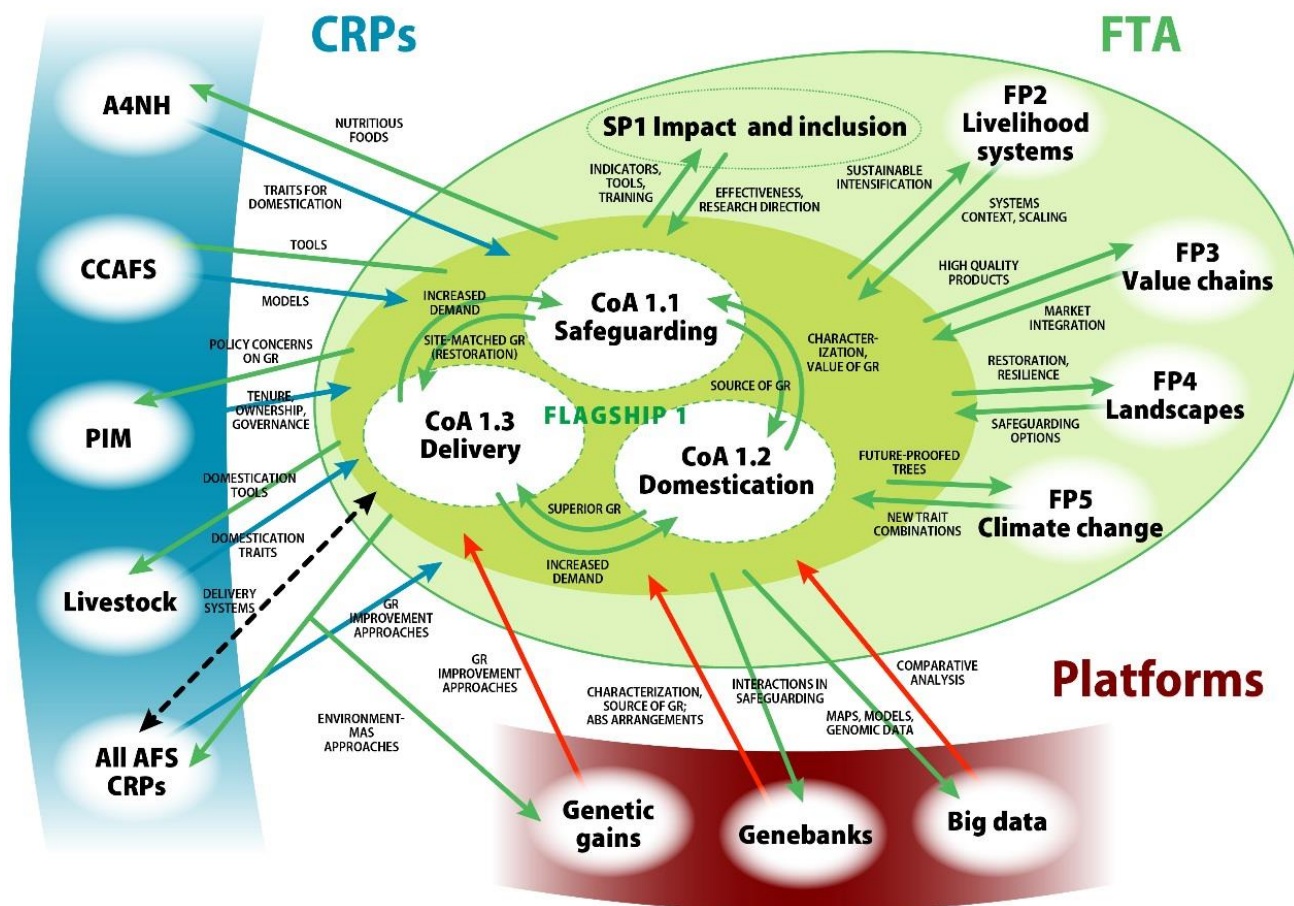 CRPs
FTA
A4NH
NUTRITIOUS
FOODS
TRAITS FOR
DOMESTICATION
CCAFS
TOOLS
MODELS
POLICY CONCERNS
ON GR
PIM
TENURE,
OWNERSHIP,
GOVERNANCE
DOMESTICATION
TOOLS
DOMESTICATION
TRAITS
Livestock
DELIVERY
SYSTEMS
GR
IMPROVEMENT
APPROACHES
All AFS
CRPs
ENVIRONMENT-
MAS
APPROACHES
SP1 Impact and inclusion
INDICATORS,
TOOLS,
TRAINING
EFFECTIVENESS,
RESEARCH DIRECTION
FP2
Livelihood
systems
SUSTAINABLE
INTENSIFICATION
SYSTEMS
CONTEXT, SCALING
FP3
Value chains
HIGH QUALITY
PRODUCTS
MARKET
INTEGRATION
RESTORATION,
RESILIENCE
FP4
Landscapes
SAFEGUARDING
OPTIONS
FUTURE-PROOFED
TREES
FP5
Climate change
NEW TRAIT
COMBINATIONS
INCREASED
DEMAND
CoA 1.1
Safeguarding
SITE-MATCHED GR
(RESTORATION)
CHARACTER-
IZATION,
VALUE OF GR
SOURCE OF GR
CoA 1.3
Delivery
FLAGSHIP 1
CoA 1.2
Domestication
SUPERIOR GR
INCREASED
DEMAND
GR
IMPROVEMENT
APPROACHES
CHARACTERIZATION,
SOURCE OF GR;
ABS ARRANGEMENTS
INTERACTIONS IN
SAFEGUARDING
MAPS, MODELS,
GENOMIC DATA
COMPARATIVE
ANALYSIS
Platforms
Genetic
gains
Genebanks
Big data